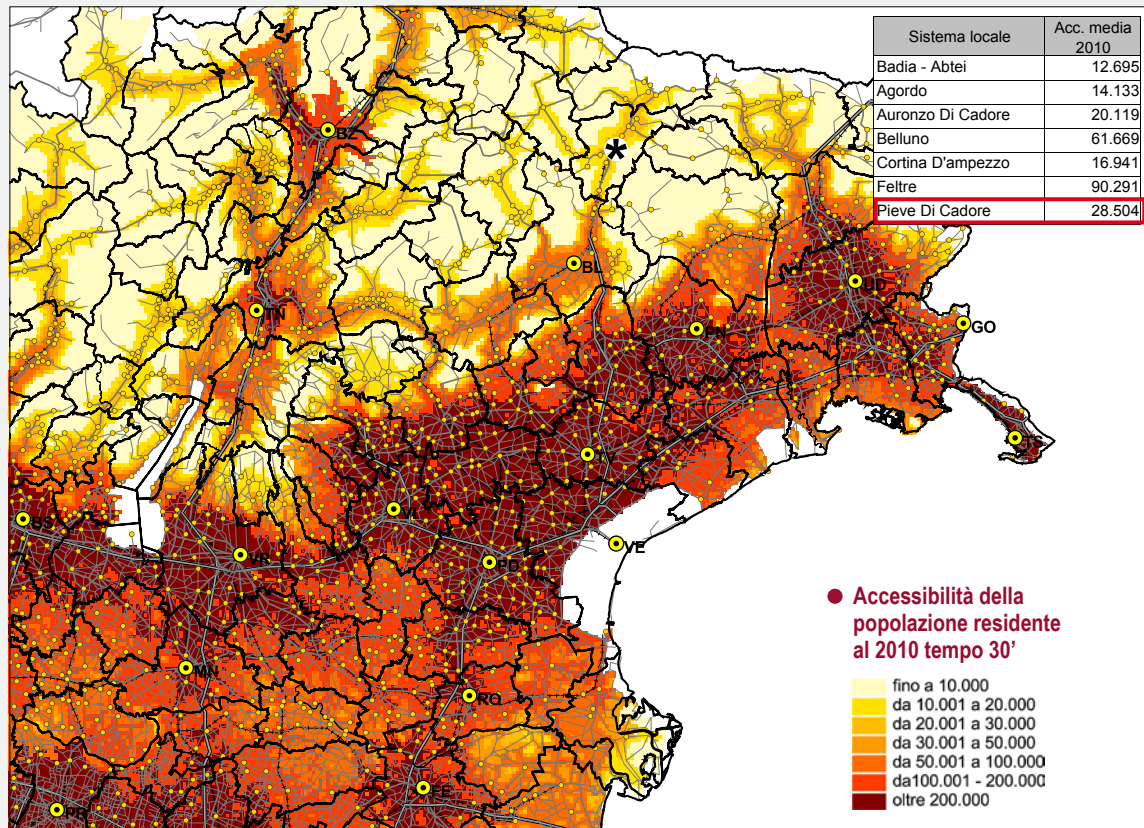 Sistema locale Acc. media 2010
Badia - Abtei 12.695
Agordo 14.133
Auronzo Di Cadore 20.119
Belluno 61.669
Cortina D'ampezzo 16.941
Feltre 90.291
Pieve Di Cadore 28.504
BZ
*
BL
UD
TN
PN
GO
TS
BS
VI
VR
PD
VE
MN
RO
FE
PR
● Accessibilità della
popolazione residente
al 2010 tempo 30’
fino a 10.000
da 10.001 a 20.000
da 20.001 a 30.000
da 30.001 a 50.000
da 50.001 a 100.000
da100.001 - 200.000
oltre 200.000